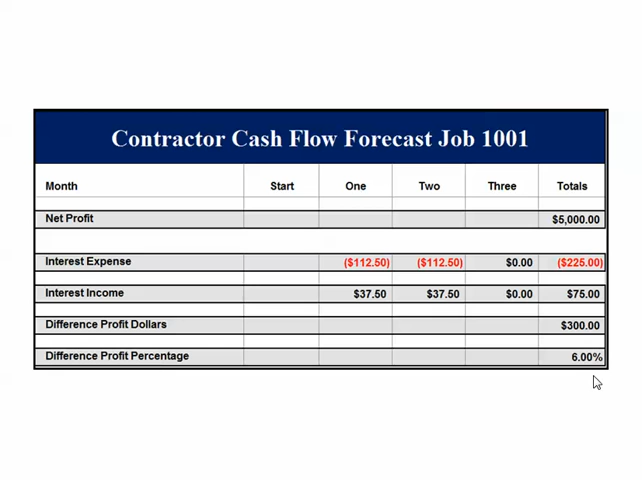 Contractor Cash Flow Forecast Job 1001
Month Start One Two Three Totals
Net Profit $5,000.00
Interest Expense ($112.50) ($112.50) $0.00 ($225.00)
Interest Income $37.50 $37.50 $0.00 $75.00
Difference Profit Dollars $300.00
Difference Profit Percentage 6.00%